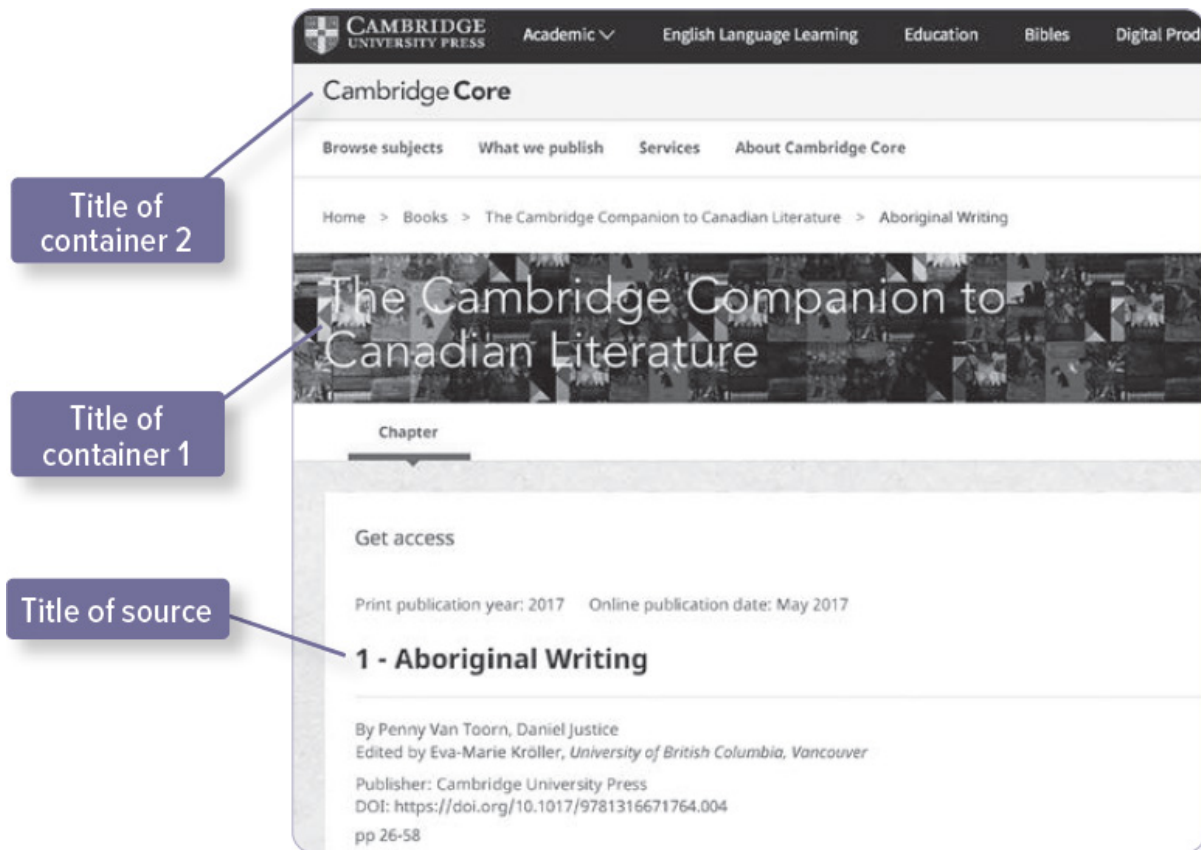 CAMBRIDGE
UNIVERSITY PRESS
Academic
English Language Learning
Education
Bibles
Digital Prod
Cambridge Core
Browse subjects
What we publish
Services
About Cambridge Core
Title of
container 2
Home > Books > The Cambridge Companion to Canadian Literature > Aboriginal Writing
The Cambridge Companion to
Canadian Literature
Title of
container 1
Chapter
Get access
Print publication year: 2017 Online publication date: May 2017
Title of source
1 - Aboriginal Writing
By Penny Van Toorn, Daniel Justice
Edited by Eva-Marie Kröller, University of British Columbia, Vancouver
Publisher: Cambridge University Press
DOI: https://doi.org/10.1017/9781316671764.004
pp 26-58